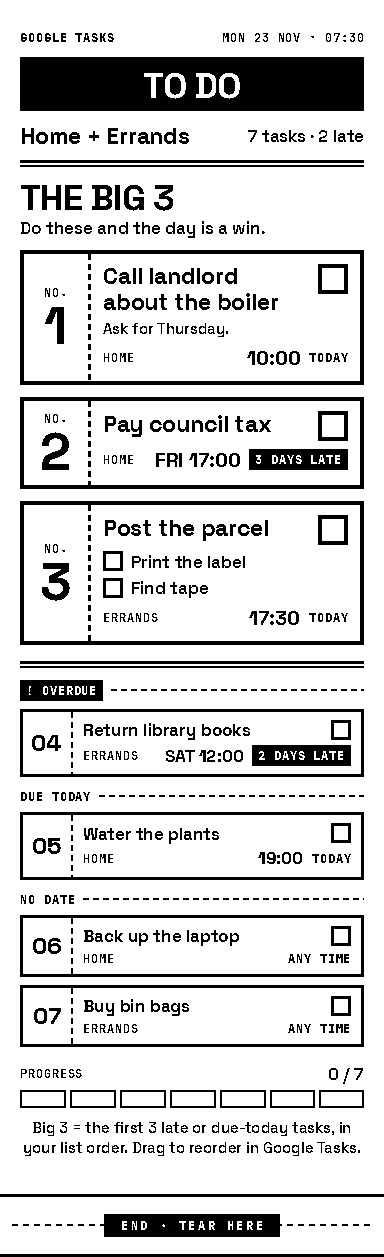 GOOGLE TASKS MON 23 NOV · 07:30
TO DO
Home + Errands 7 tasks · 2 late
THE BIG 3
Do these and the day is a win.
NO. 1
Call landlord
about the boiler
Ask for Thursday.
HOME 10:00 TODAY
NO. 2
Pay council tax
HOME FRI 17:00 3 DAYS LATE
NO. 3
Post the parcel
Print the label
Find tape
ERRANDS 17:30 TODAY
! OVERDUE
04 Return library books
ERRANDS SAT 12:00 2 DAYS LATE
DUE TODAY
05 Water the plants
HOME 19:00 TODAY
NO DATE
06 Back up the laptop
HOME ANY TIME
07 Buy bin bags
ERRANDS ANY TIME
PROGRESS 0/7
Big 3 = the first 3 late or due-today tasks, in
your list order. Drag to reorder in Google Tasks.
END · TEAR HERE